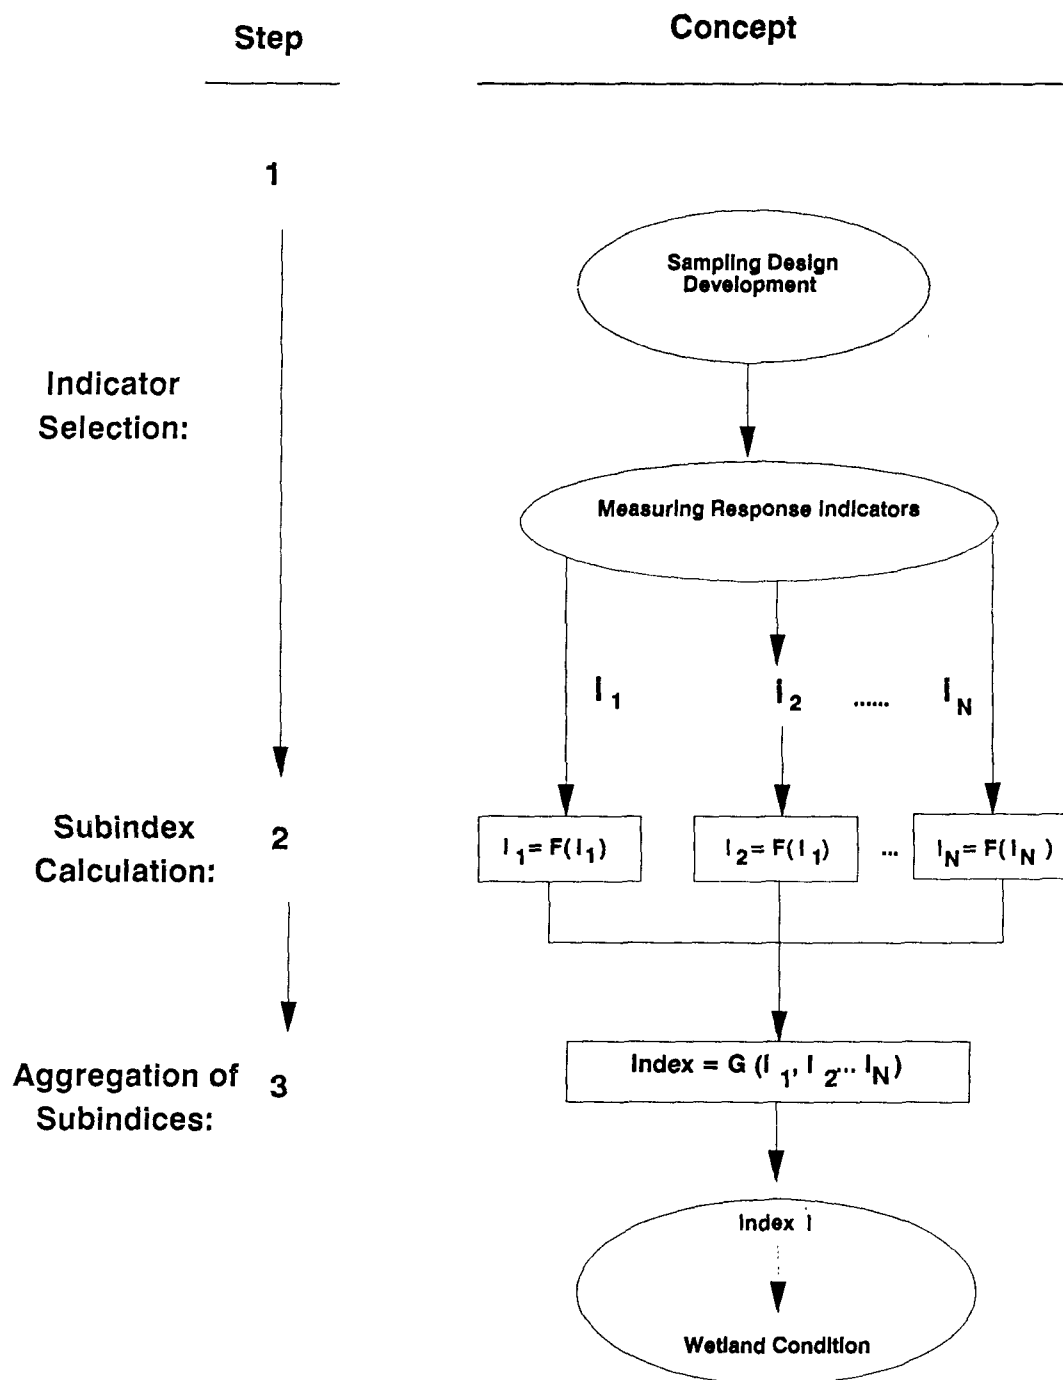 Step
Concept
1
Sampling Design
Development
Indicator
Selection:
Measuring Response Indicators
I 1
I 2
......
I N
Subindex
Calculation:
2
I 1 = F(I 1)
I 2 = F(I 1)
...
I N = F(I N )
Aggregation of
Subindices:
3
Index = G (I 1, I 2... I N)
Index I
Wetland Condition